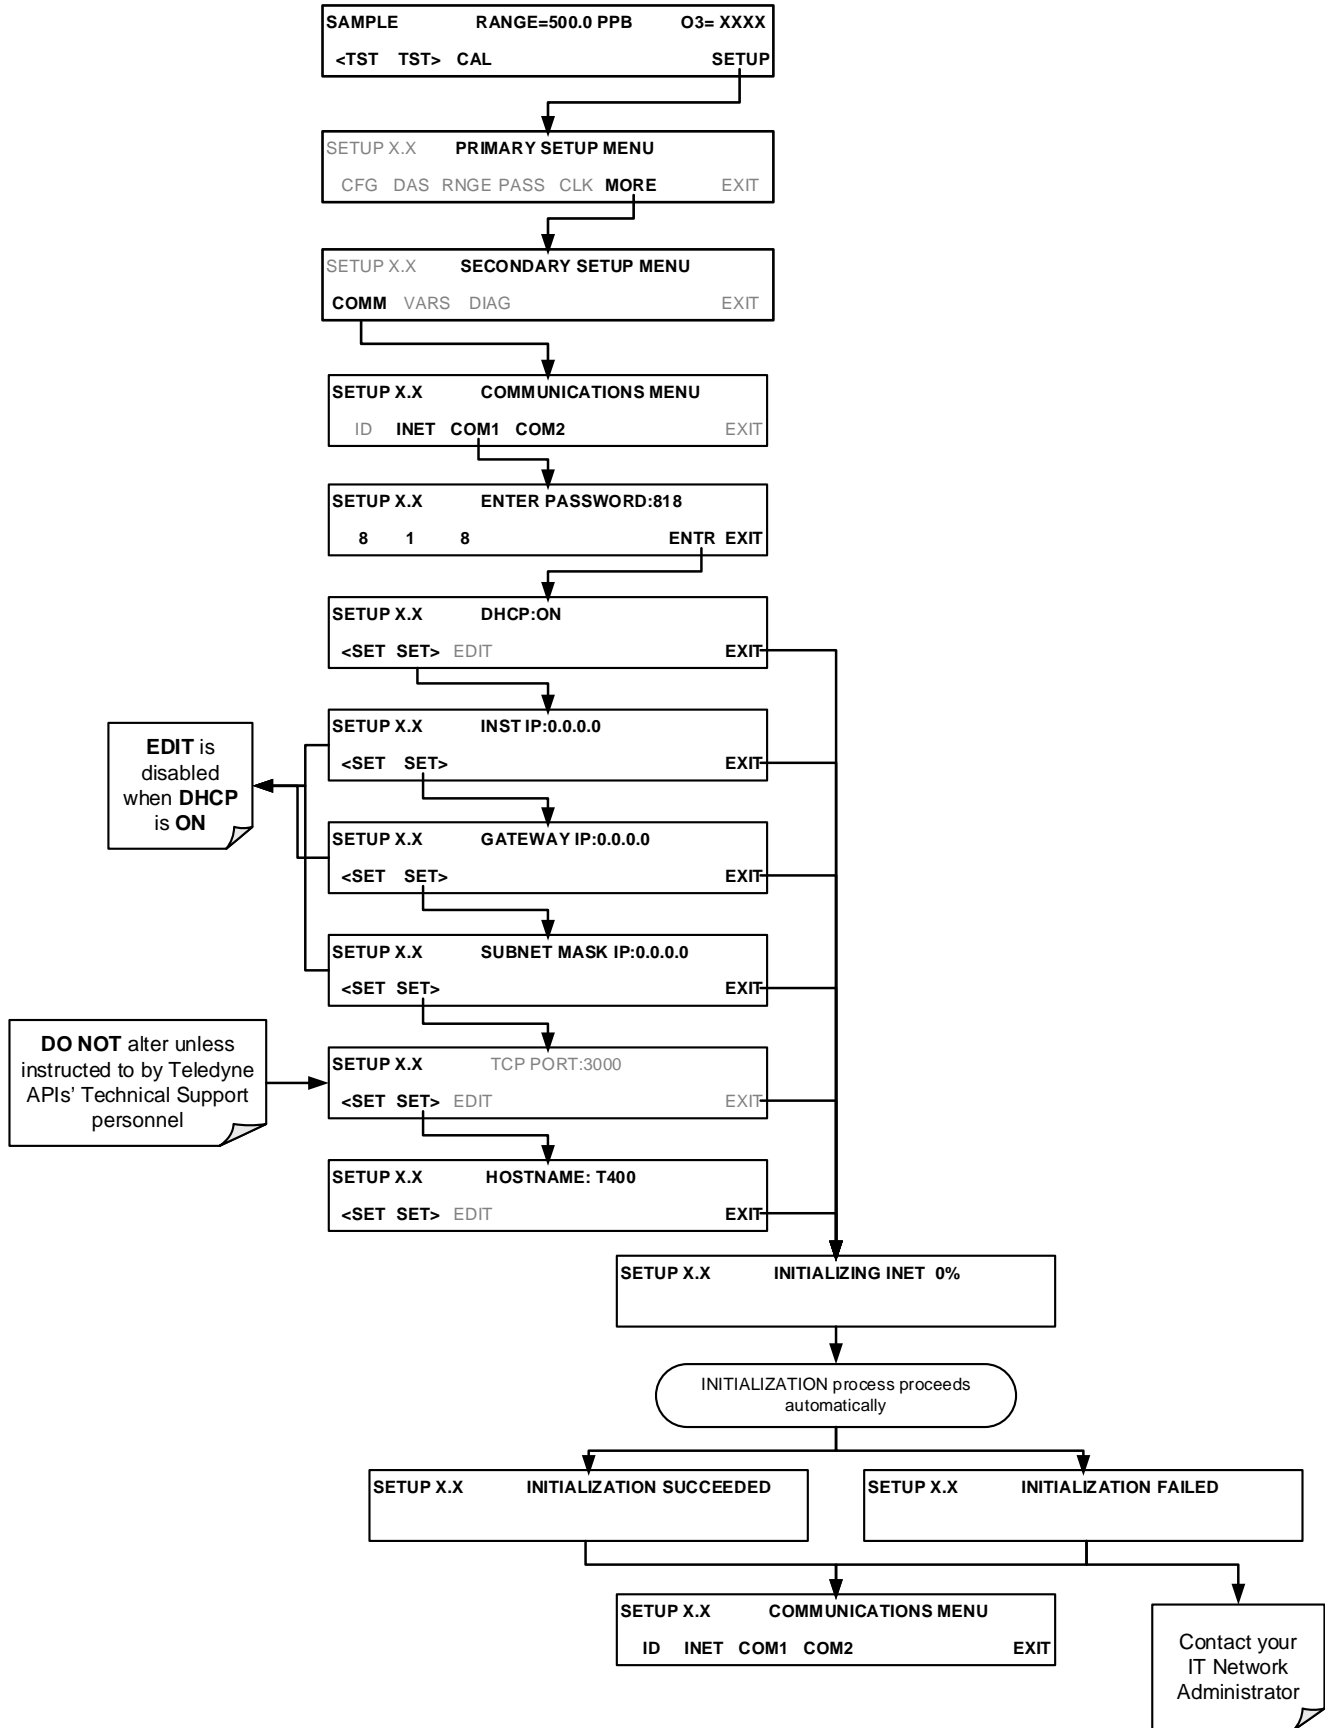 SAMPLE RANGE=500.0 PPB O3= XXXX
<TST TST> CAL SETUP
SETUP X.X PRIMARY SETUP MENU
CFG DAS RNGE PASS CLK MORE EXIT
SETUP X.X SECONDARY SETUP MENU
COMM VARS DIAG EXIT
SETUP X.X COMMUNICATIONS MENU
ID INET COM1 COM2 EXIT
SETUP X.X ENTER PASSWORD:818
8 1 8 ENTR EXIT
SETUP X.X DHCP:ON
<SET SET> EDIT EXIT
SETUP X.X INST IP:0.0.0.0
<SET SET> EXIT
EDIT is
disabled
when DHCP
is ON
SETUP X.X GATEWAY IP:0.0.0.0
<SET SET> EXIT
SETUP X.X SUBNET MASK IP:0.0.0.0
<SET SET> EXIT
DO NOT alter unless
instructed to by Teledyne
APIs’ Technical Support
personnel
SETUP X.X TCP PORT:3000
<SET SET> EDIT EXIT
SETUP X.X HOSTNAME: T400
<SET SET> EDIT EXIT
SETUP X.X INITIALIZING INET 0%
INITIALIZATION process proceeds
automatically
SETUP X.X INITIALIZATION SUCCEEDED
SETUP X.X INITIALIZATION FAILED
SETUP X.X COMMUNICATIONS MENU
ID INET COM1 COM2 EXIT
Contact your
IT Network
Administrator